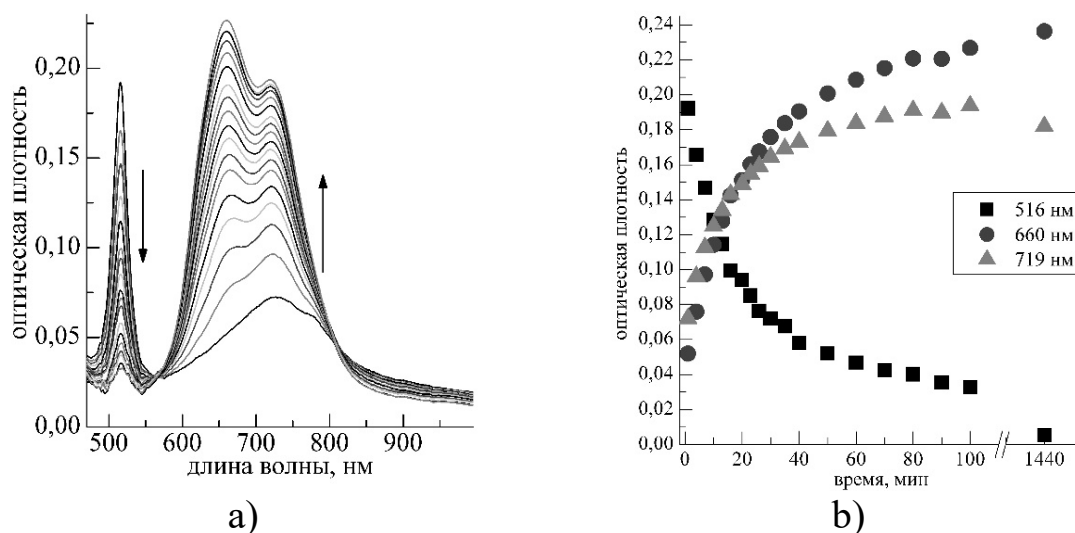 оптическая плотность
0,20
0,15
0,10
0,05
0,00
500 600 700 800 900
длина волны, нм
а)
оптическая плотность
0,24
0,22
0,20
0,18
0,16
0,14
0,12
0,10
0,08
0,06
0,04
0,02
0,00
516 нм
660 нм
719 нм
0 20 40 60 80 100 1440
время, мин
b)